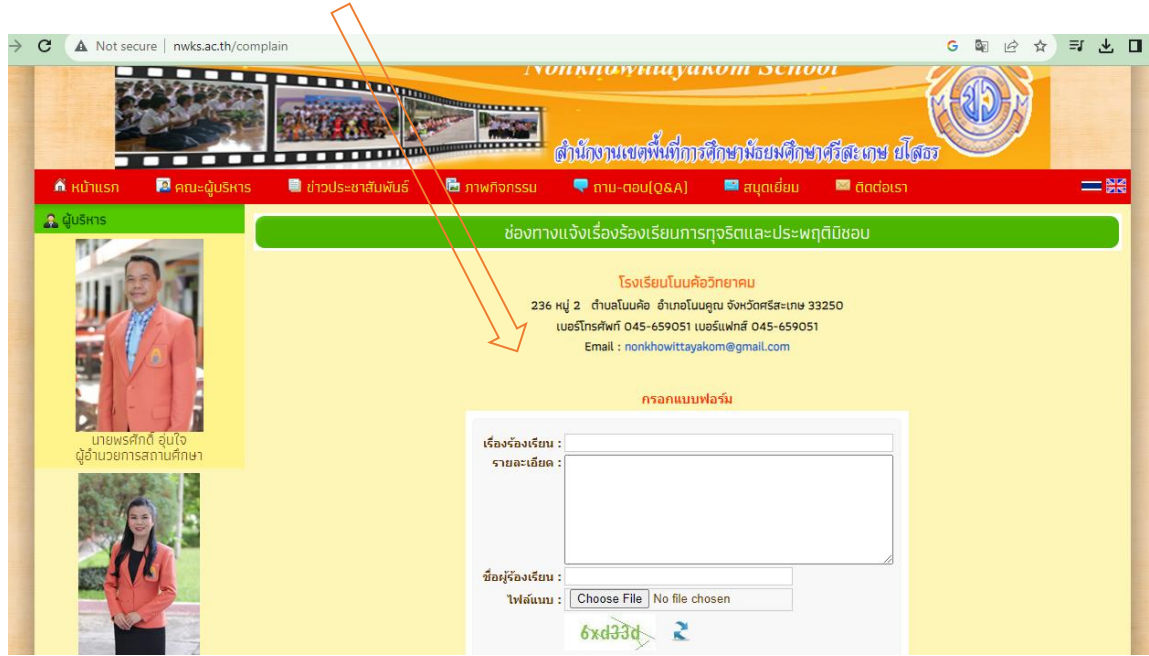 Not secure | nwks.ac.th/complain
Nonkhowittayakom School
สำนักงานเขตพื้นที่การศึกษามัธยมศึกษาศรีสะเกษ ยโสธร
หน้าแรก คณะผู้บริหาร ข่าวประชาสัมพันธ์ ภาพกิจกรรม ถาม-ตอบ(Q&A) สมุดเยี่ยม ติดต่อเรา
ผู้บริหาร
ช่องทางแจ้งเรื่องร้องเรียนการทุจริตและประพฤติมิชอบ
โรงเรียนโนนค้อวิทยาคม
236 หมู่ 2 ตำบลโนนค้อ อำเภอโนนคูณ จังหวัดศรีสะเกษ 33250
เบอร์โทรศัพท์ 045-659051 เบอร์แฟกส์ 045-659051
Email : nonkhowittayakom@gmail.com
กรอกแบบฟอร์ม
เรื่องร้องเรียน :
รายละเอียด :
ชื่อผู้ร้องเรียน :
ไฟล์แนบ : Choose File No file chosen
6xd33d
นายพรศักดิ์ อุ่นใจ
ผู้อำนวยการสถานศึกษา